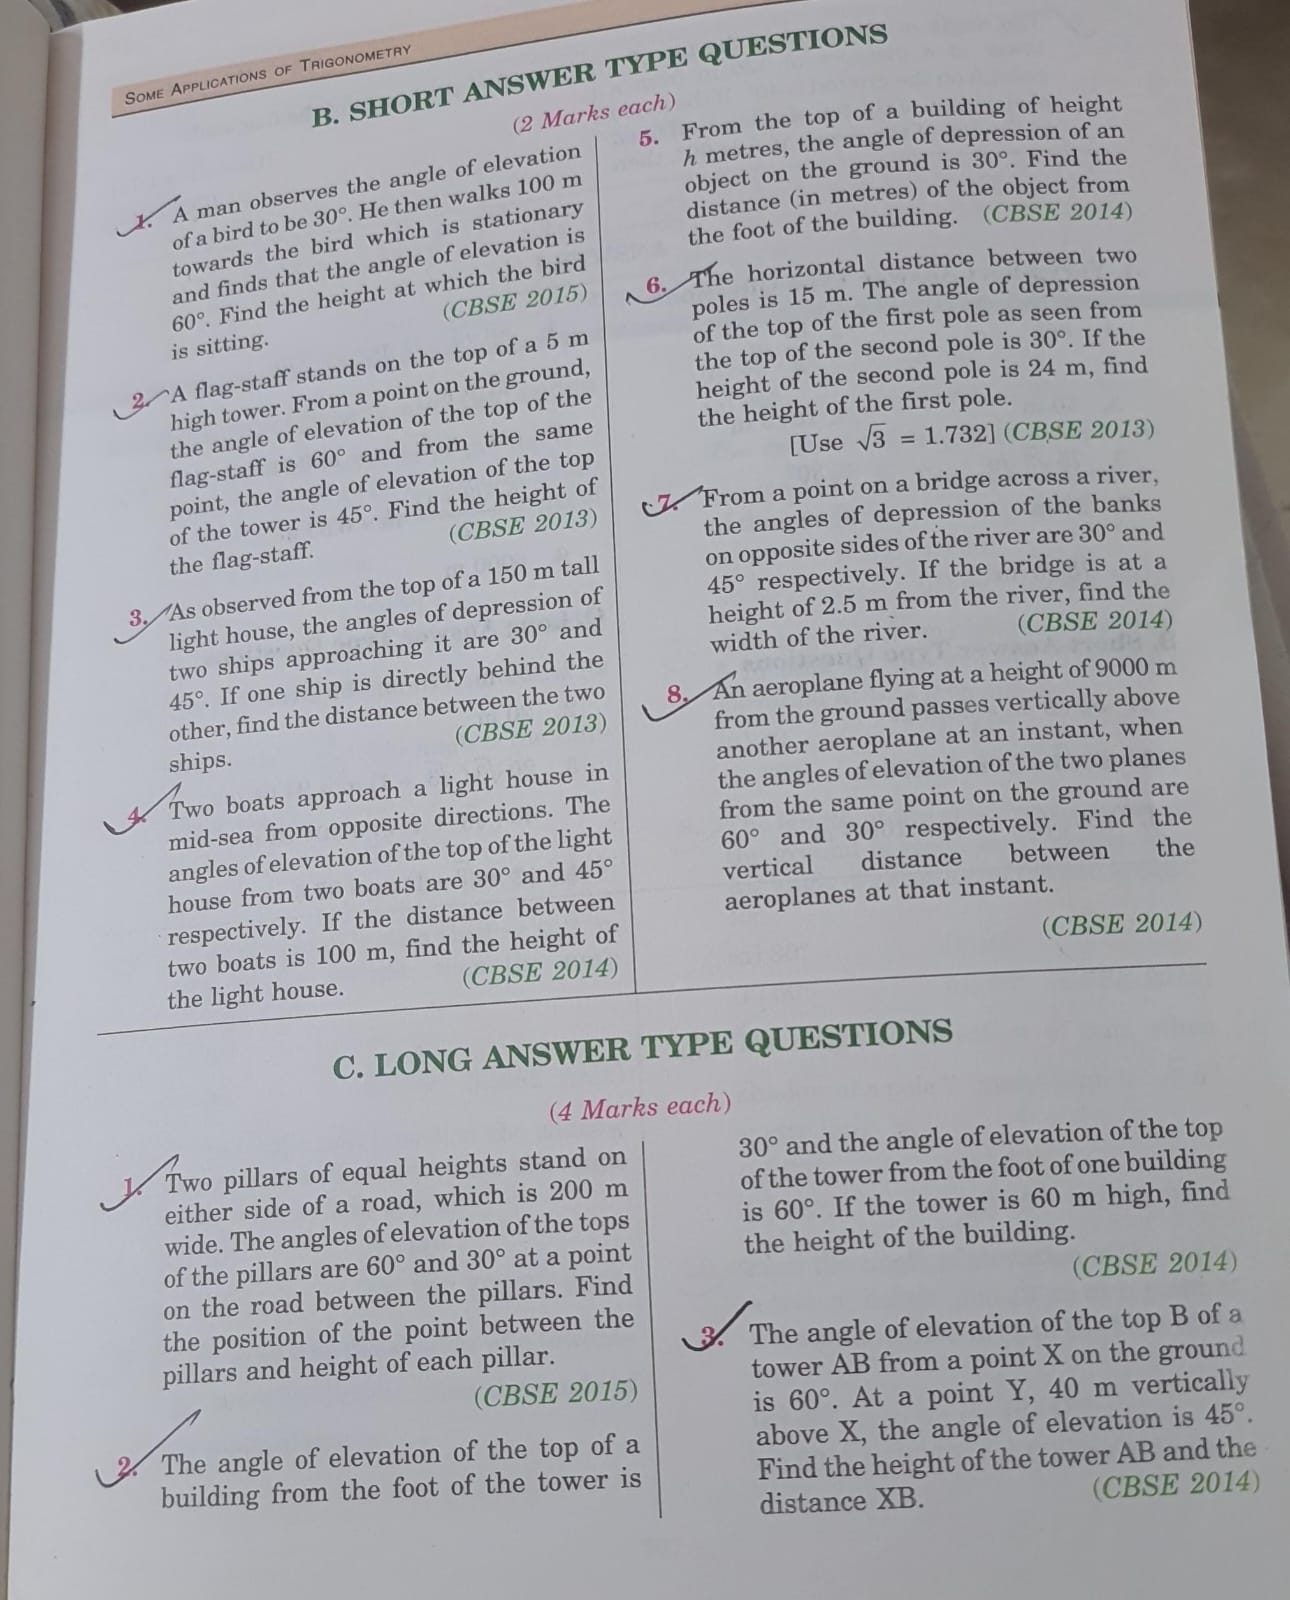 SOME APPLICATIONS OF TRIGONOMETRY
B. SHORT ANSWER TYPE QUESTIONS
(2 Marks each)
1. A man observes the angle of elevation
of a bird to be 30°. He then walks 100 m
towards the bird which is stationary
and finds that the angle of elevation is
60°. Find the height at which the bird
is sitting. (CBSE 2015)
2. A flag-staff stands on the top of a 5 m
high tower. From a point on the ground,
the angle of elevation of the top of the
flag-staff is 60° and from the same
point, the angle of elevation of the top
of the tower is 45°. Find the height of
the flag-staff. (CBSE 2013)
3. As observed from the top of a 150 m tall
light house, the angles of depression of
two ships approaching it are 30° and
45°. If one ship is directly behind the
other, find the distance between the two
ships. (CBSE 2013)
4. Two boats approach a light house in
mid-sea from opposite directions. The
angles of elevation of the top of the light
house from two boats are 30° and 45°
respectively. If the distance between
two boats is 100 m, find the height of
the light house. (CBSE 2014)
5. From the top of a building of height
h metres, the angle of depression of an
object on the ground is 30°. Find the
distance (in metres) of the object from
the foot of the building. (CBSE 2014)
6. The horizontal distance between two
poles is 15 m. The angle of depression
of the top of the first pole as seen from
the top of the second pole is 30°. If the
height of the second pole is 24 m, find
the height of the first pole.
[Use √3 = 1.732] (CBSE 2013)
7. From a point on a bridge across a river,
the angles of depression of the banks
on opposite sides of the river are 30° and
45° respectively. If the bridge is at a
height of 2.5 m from the river, find the
width of the river. (CBSE 2014)
8. An aeroplane flying at a height of 9000 m
from the ground passes vertically above
another aeroplane at an instant, when
the angles of elevation of the two planes
from the same point on the ground are
60° and 30° respectively. Find the
vertical distance between the
aeroplanes at that instant.
(CBSE 2014)
C. LONG ANSWER TYPE QUESTIONS
(4 Marks each)
1. Two pillars of equal heights stand on
either side of a road, which is 200 m
wide. The angles of elevation of the tops
of the pillars are 60° and 30° at a point
on the road between the pillars. Find
the position of the point between the
pillars and height of each pillar.
(CBSE 2015)
2. The angle of elevation of the top of a
building from the foot of the tower is
30° and the angle of elevation of the top
of the tower from the foot of one building
is 60°. If the tower is 60 m high, find
the height of the building.
(CBSE 2014)
3. The angle of elevation of the top B of a
tower AB from a point X on the ground
is 60°. At a point Y, 40 m vertically
above X, the angle of elevation is 45°.
Find the height of the tower AB and the
distance XB. (CBSE 2014)